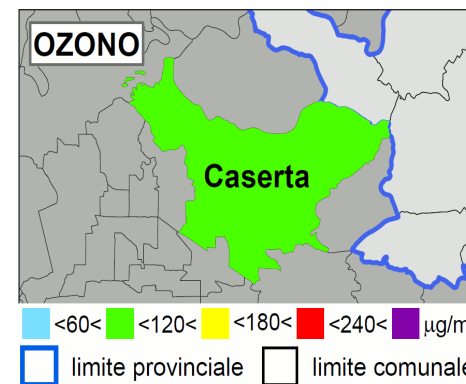 OZONO
Caserta
<60< <120< <180< <240< µg/m
limite provinciale limite comunale